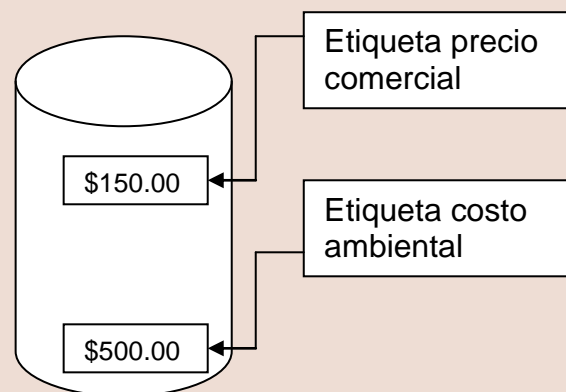 Etiqueta precio
comercial
$150.00
Etiqueta costo
ambiental
$500.00